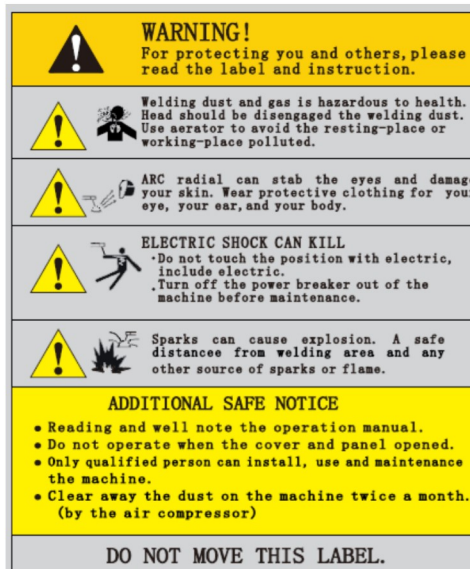 WARNING!
For protecting you and others, please
read the label and instruction.
Welding dust and gas is hazardous to health.
Head should be disengaged the welding dust.
Use aerator to avoid the resting-place or
working-place polluted.
ARC radial can stab the eyes and damage
your skin. Wear protective clothing for your
eye, your ear, and your body.
ELECTRIC SHOCK CAN KILL
·Do not touch the position with electric,
include electric.
.Turn off the power breaker out of the
machine before maintenance.
Sparks can cause explosion. A safe
distancee from welding area and any
other source of sparks or flame.
ADDITIONAL SAFE NOTICE
● Reading and well note the operation manual.
● Do not operate when the cover and panel opened.
● Only qualified person can install, use and maintenance
the machine.
● Clear away the dust on the machine twice a month.
(by the air compressor)
DO NOT MOVE THIS LABEL.